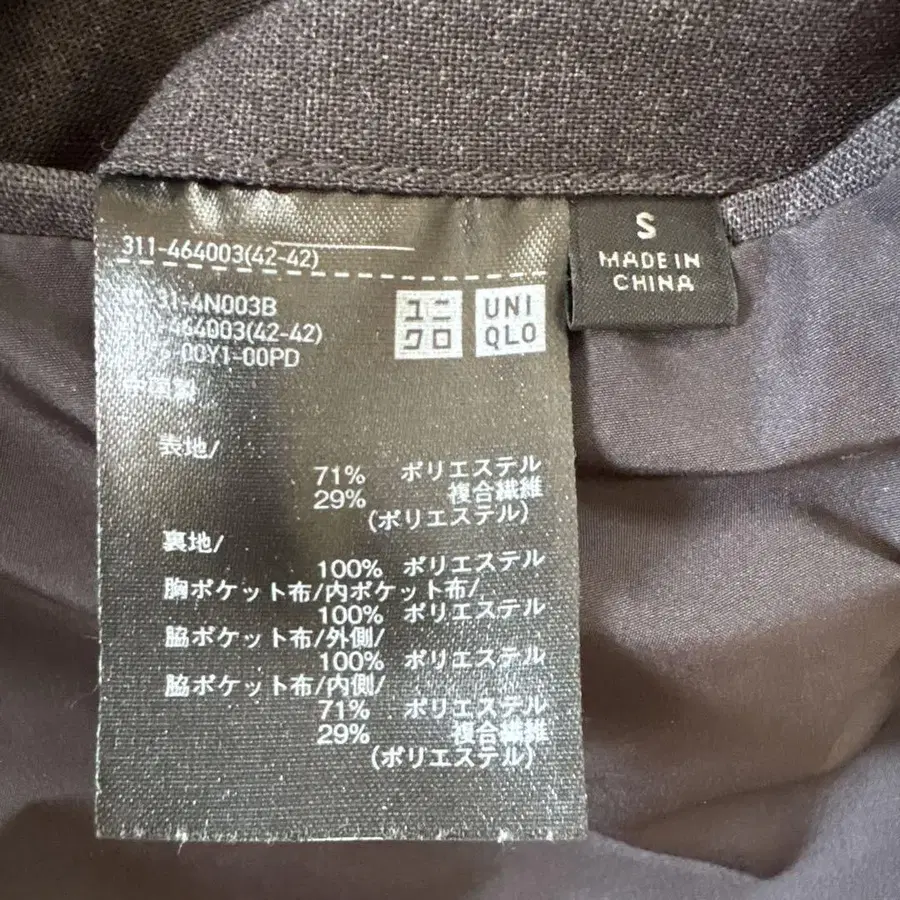 311-464003(42-42)
31-4N003B
464003(42-42)
00Y1-00PD
ユニ
クロ
UNI
QLO
S
MADE IN
CHINA
中国製
表地/
71% ポリエステル
29% 複合繊維
(ポリエステル)
裏地/
100% ポリエステル
胸ポケット布/内ポケット布/
100% ポリエステル
脇ポケット布/外側/
100% ポリエステル
脇ポケット布/内側/
71% ポリエステル
29% 複合繊維
(ポリエステル)